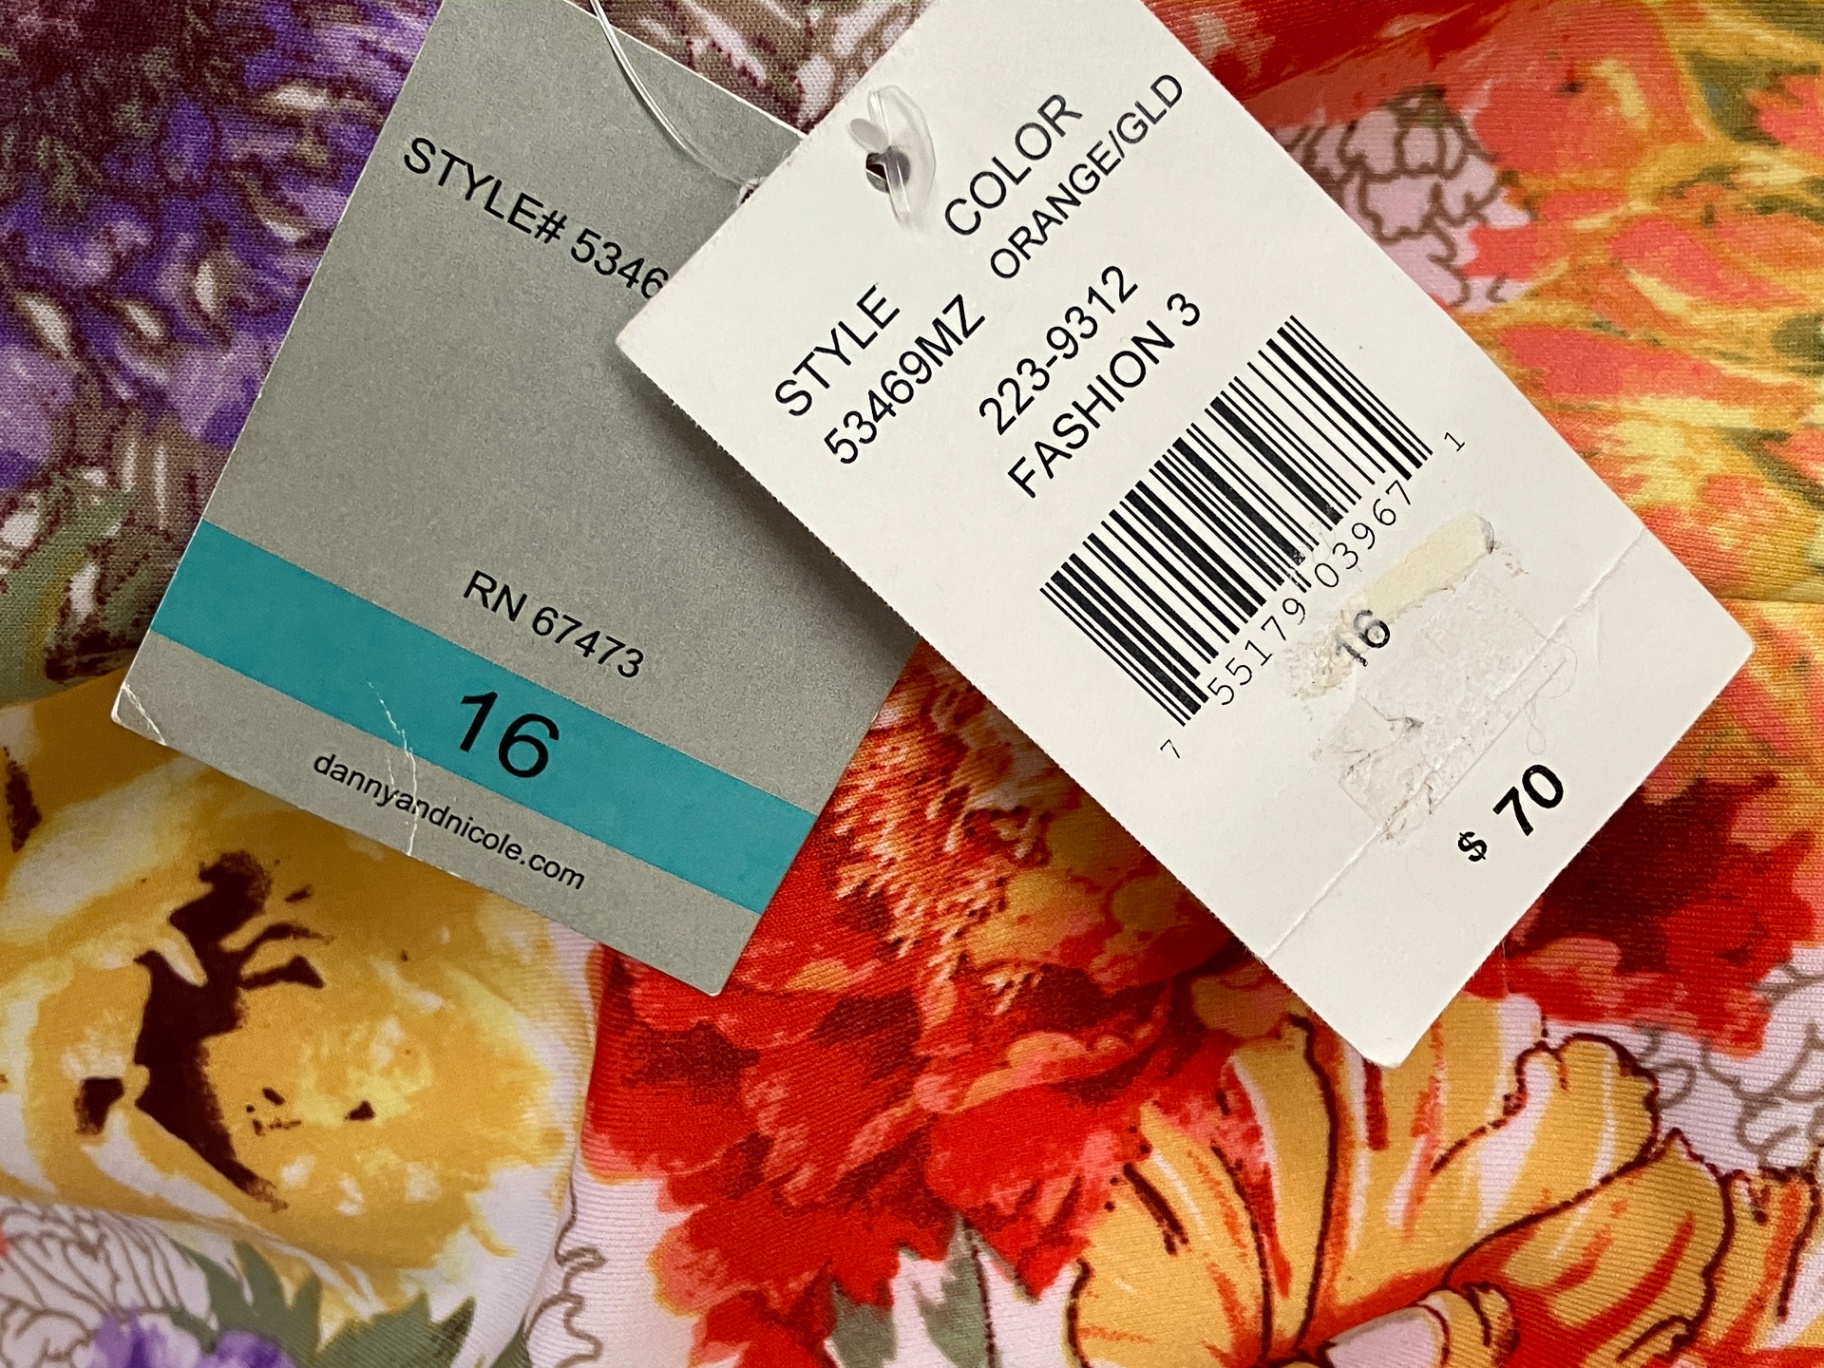 STYLE# 5346
RN 67473
16
dannyandnicole.com
STYLE
53469MZ
COLOR
ORANGE/GLD
223-9312
FASHION 3
7 55179 03967 1
16
$ 70